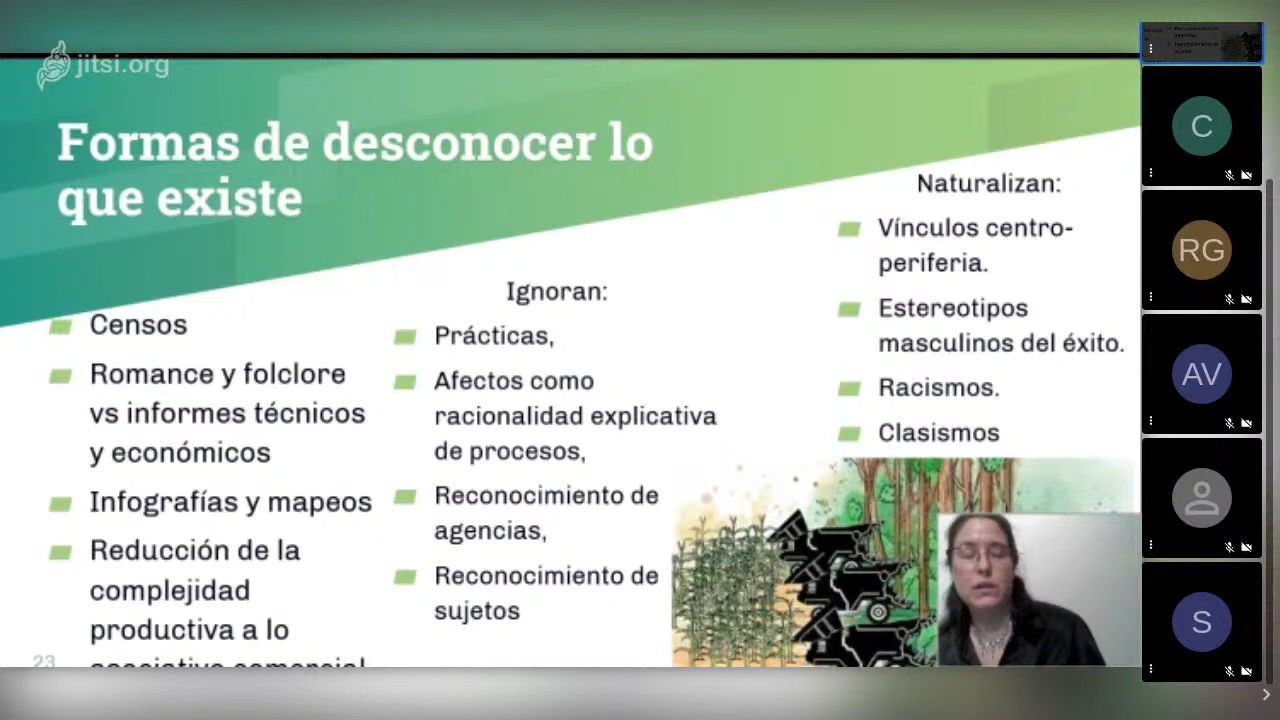 jitsi.org
Formas de desconocer lo
que existe
Censos
Romance y folclore
vs informes técnicos
y económicos
Infografías y mapeos
Reducción de la
complejidad
productiva a lo
asociativo comercial
23
Ignoran:
Prácticas,
Afectos como
racionalidad explicativa
de procesos,
Reconocimiento de
agencias,
Reconocimiento de
sujetos
Naturalizan:
Vínculos centro-
periferia.
Estereotipos
masculinos del éxito.
Racismos.
Clasismos
C
RG
AV
S